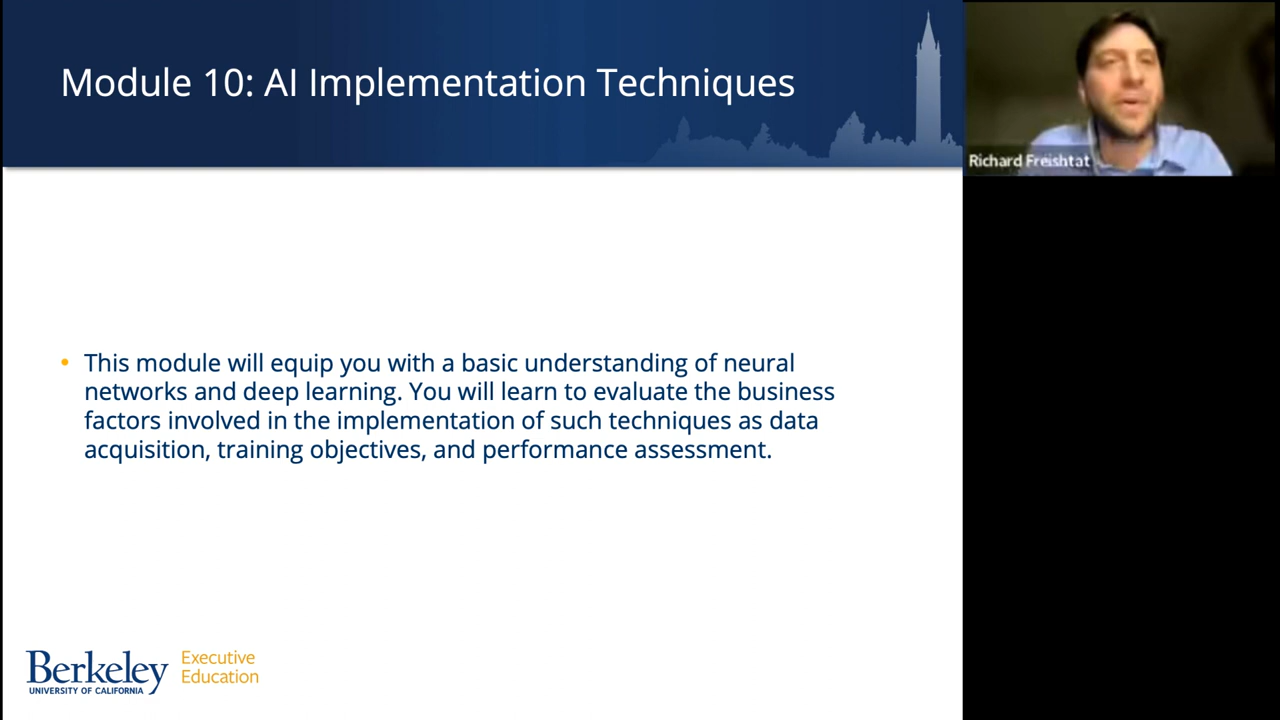 Module 10: AI Implementation Techniques
Richard Freishtat
• This module will equip you with a basic understanding of neural
networks and deep learning. You will learn to evaluate the business
factors involved in the implementation of such techniques as data
acquisition, training objectives, and performance assessment.
Berkeley
UNIVERSITY OF CALIFORNIA
Executive
Education